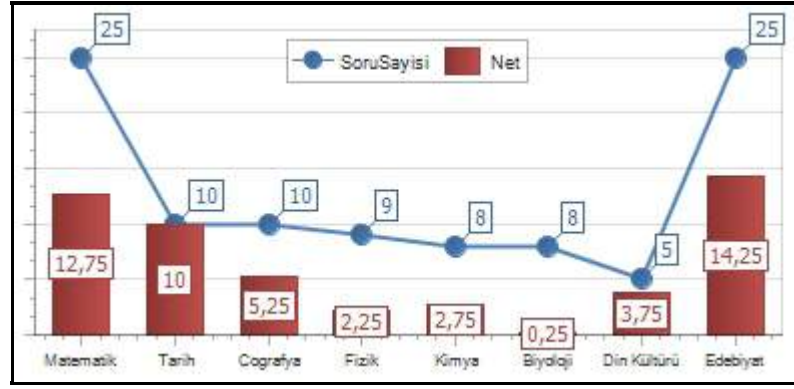 25
25
SoruSayisi
Net
10
10
9
8
8
5
12,75
10
5,25
2,25
2,75
0,25
3,75
14,25
Matematik
Tarih
Cografya
Fizik
Kimya
Biyoloji
Din Kültürü
Edebiyat